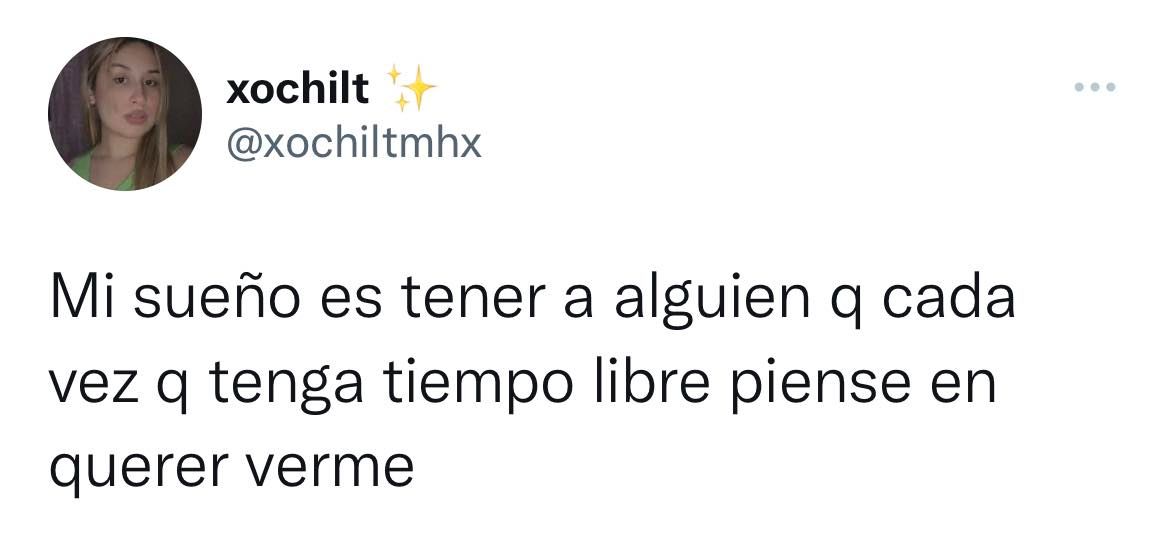 xochilt ✨
@xochiltmhx
Mi sueño es tener a alguien q cada
vez q tenga tiempo libre piense en
querer verme